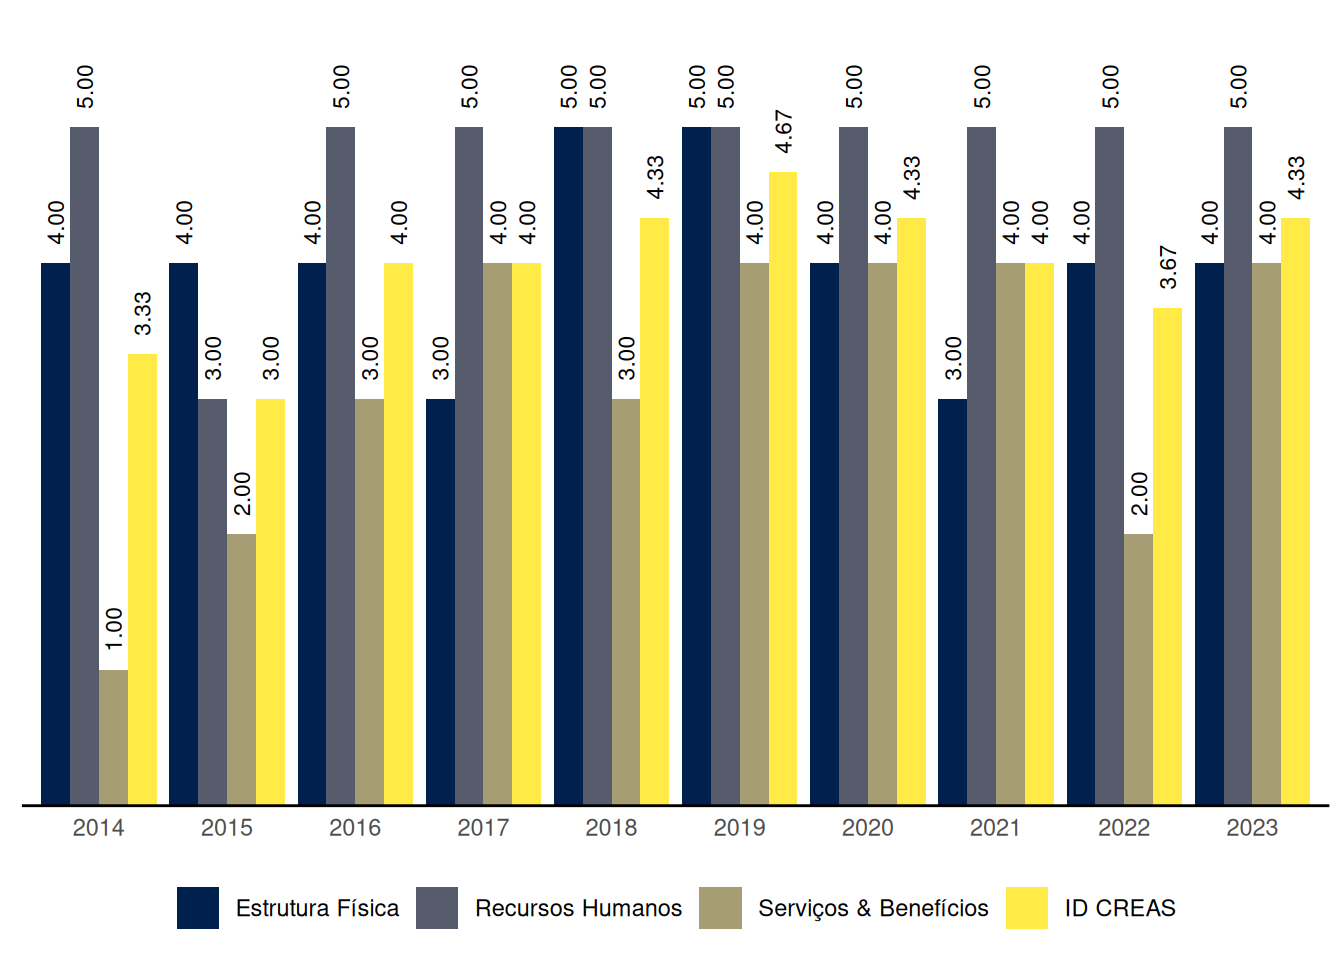 4.00 5.00 1.00 3.33 4.00 3.00 2.00 3.00 4.00 5.00 3.00 4.00 3.00 5.00 4.00 4.00 5.00 5.00 3.00 4.33 5.00 5.00 4.00 4.67 4.00 5.00 4.00 4.33 3.00 5.00 4.00 4.00 4.00 5.00 2.00 3.67 4.00 5.00 4.00 4.33
2014 2015 2016 2017 2018 2019 2020 2021 2022 2023
Estrutura Física Recursos Humanos Serviços & Benefícios ID CREAS